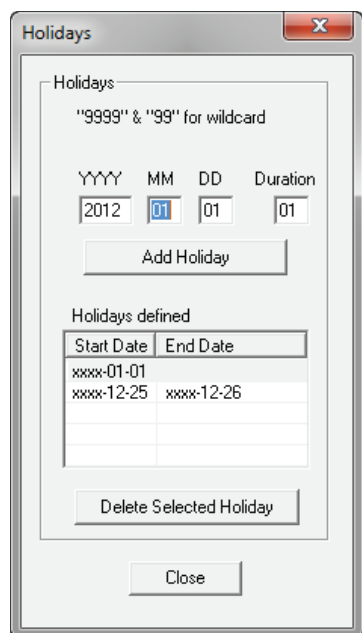 Holidays
Holidays
"9999" & "99" for wildcard
YYYY MM DD Duration
2012 01 01 01
Add Holiday
Holidays defined
Start Date End Date
xxxx-01-01
xxxx-12-25 xxxx-12-26
Delete Selected Holiday
Close